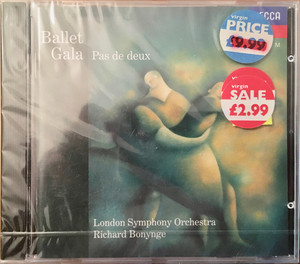 Ballet
Gala
Pas de deux
virgin
PRICE
£9.99
DECCA
virgin
SALE
£2.99
London Symphony Orchestra
Richard Bonynge